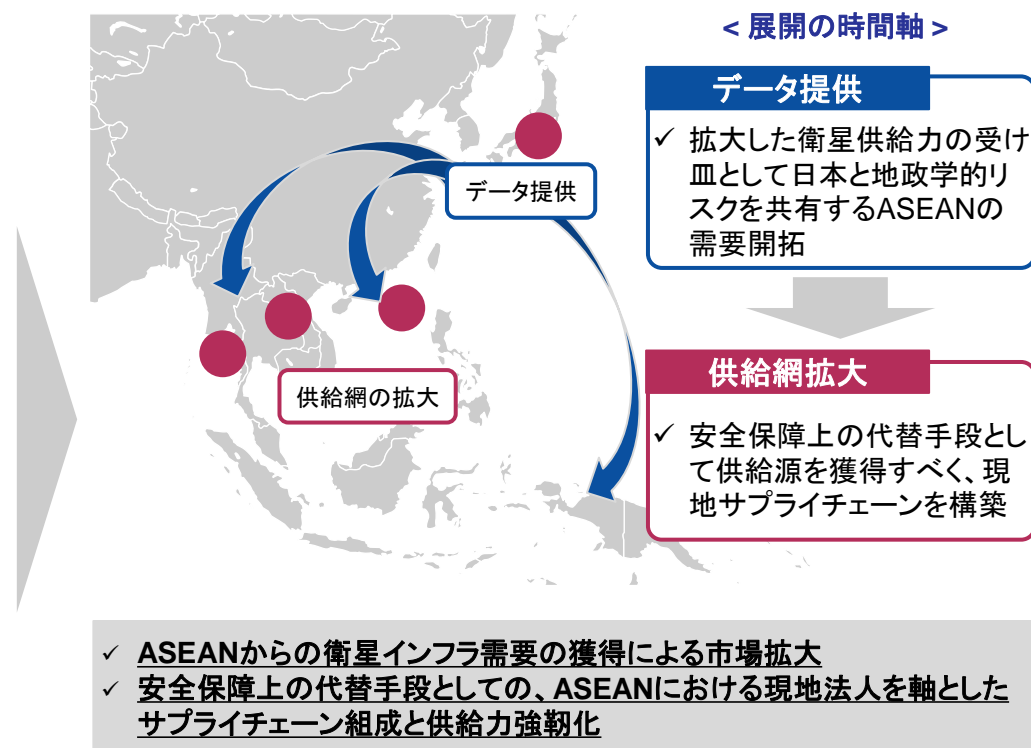 < 展開の時間軸 >
データ提供
✓ 拡大した衛星供給力の受け
皿として日本と地政学的リ
スクを共有するASEANの
需要開拓
データ提供
供給網の拡大
供給網拡大
✓ 安全保障上の代替手段とし
て供給源を獲得すべく、現
地サプライチェーンを構築
✓ ASEANからの衛星インフラ需要の獲得による市場拡大
✓ 安全保障上の代替手段としての、ASEANにおける現地法人を軸とした
サプライチェーン組成と供給力強靭化